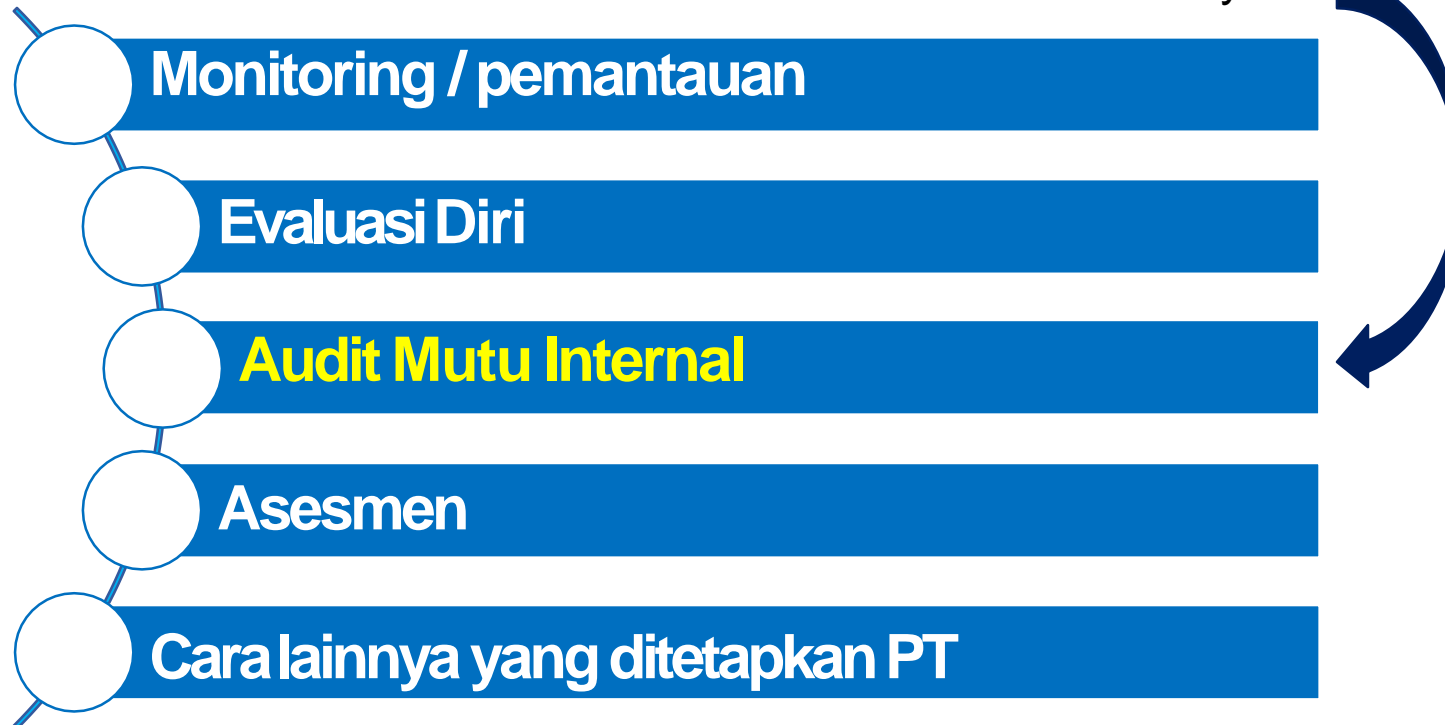 Monitoring / pemantauan
Evaluasi Diri
Audit Mutu Internal
Asesmen
Cara lainnya yang ditetapkan PT